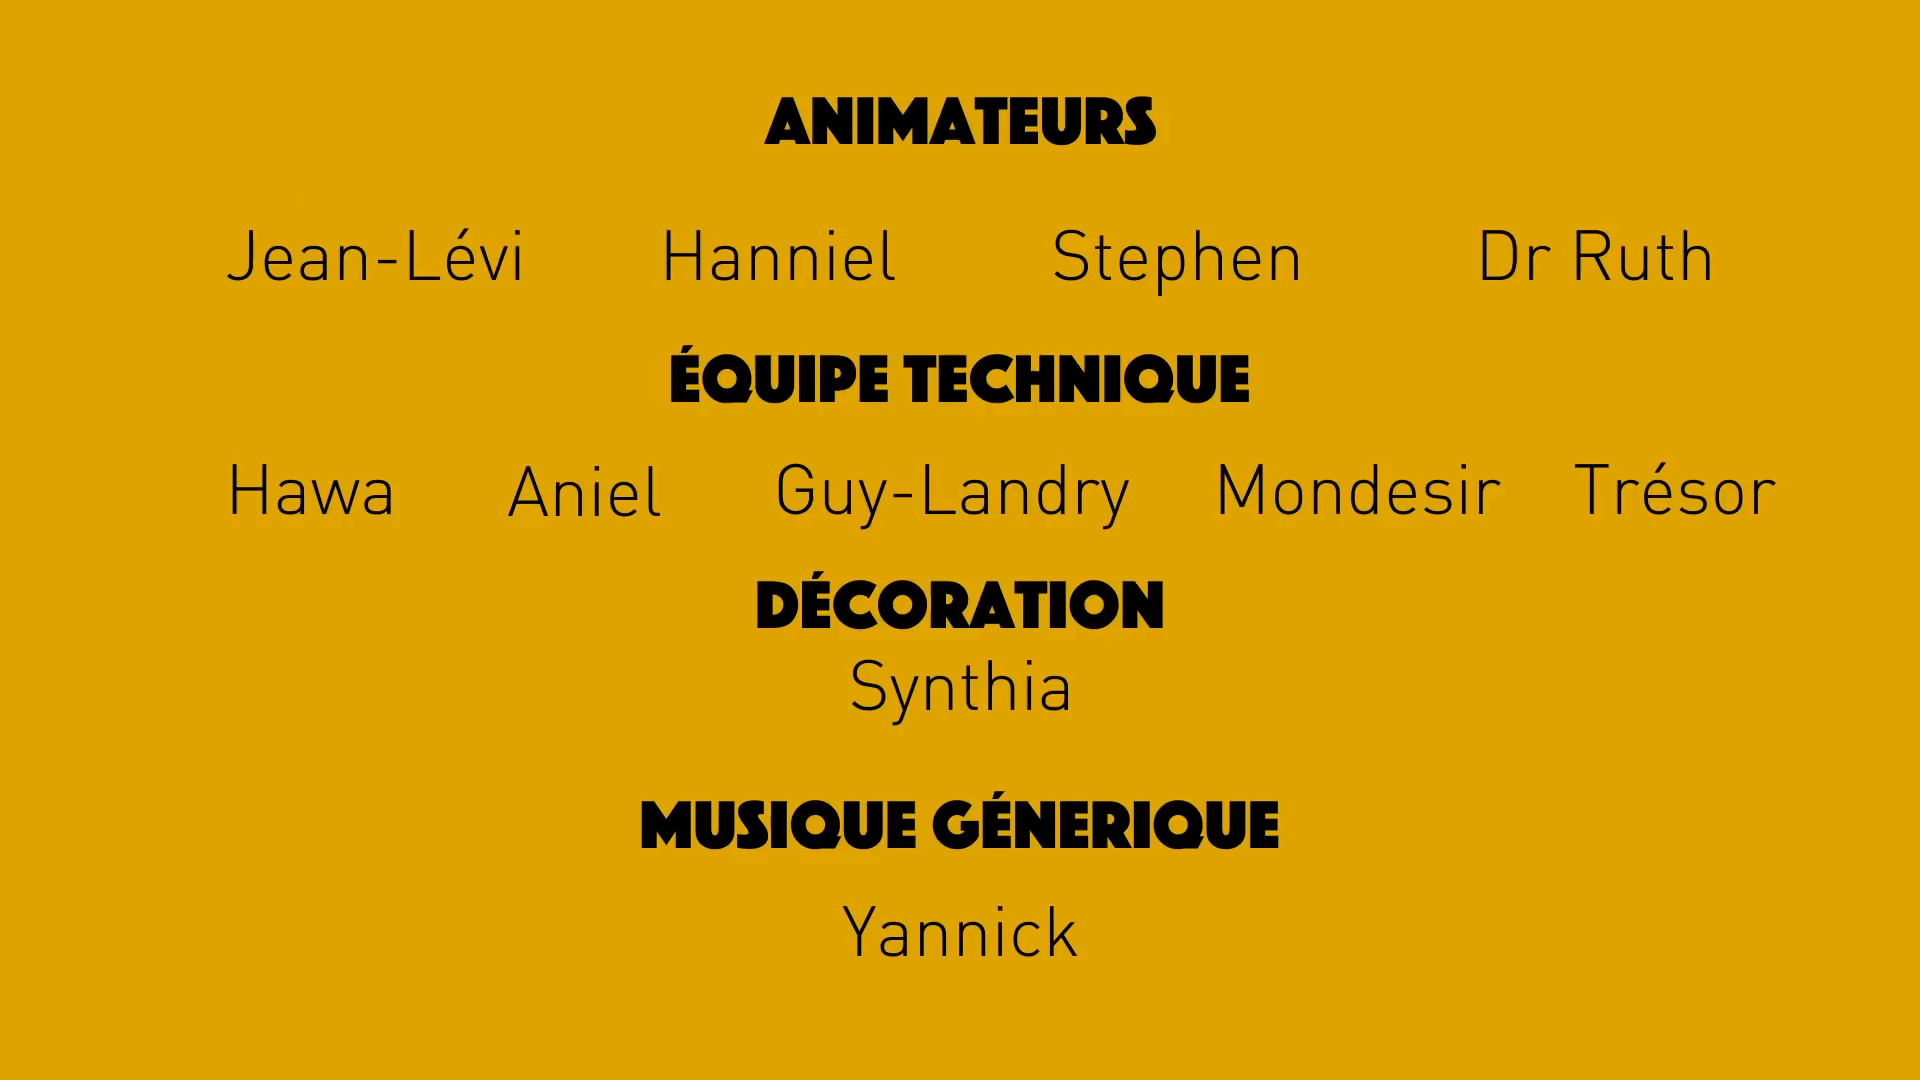 ANIMATEURS
Jean-Lévi Hanniel Stephen Dr Ruth
ÉQUIPE TECHNIQUE
Hawa Aniel Guy-Landry Mondesir Trésor
DÉCORATION
Synthia
MUSIQUE GÉNERIQUE
Yannick